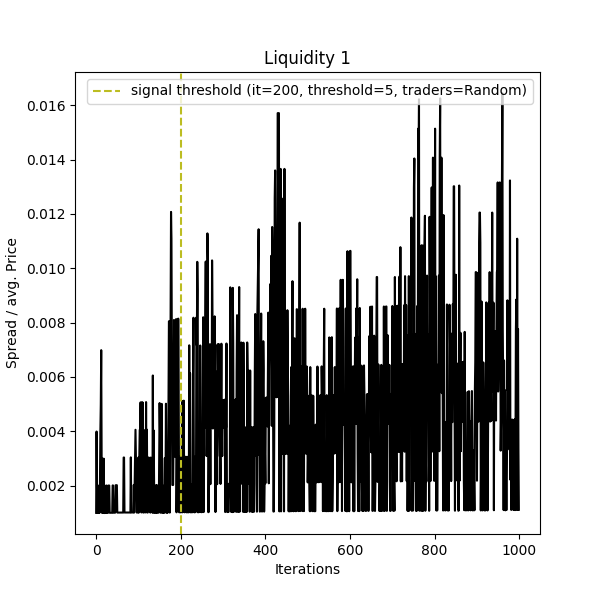 Liquidity 1
signal threshold (it=200, threshold=5, traders=Random)
0.016
0.014
0.012
0.010
0.008
0.006
0.004
0.002
Spread / avg. Price
0 200 400 600 800 1000
Iterations